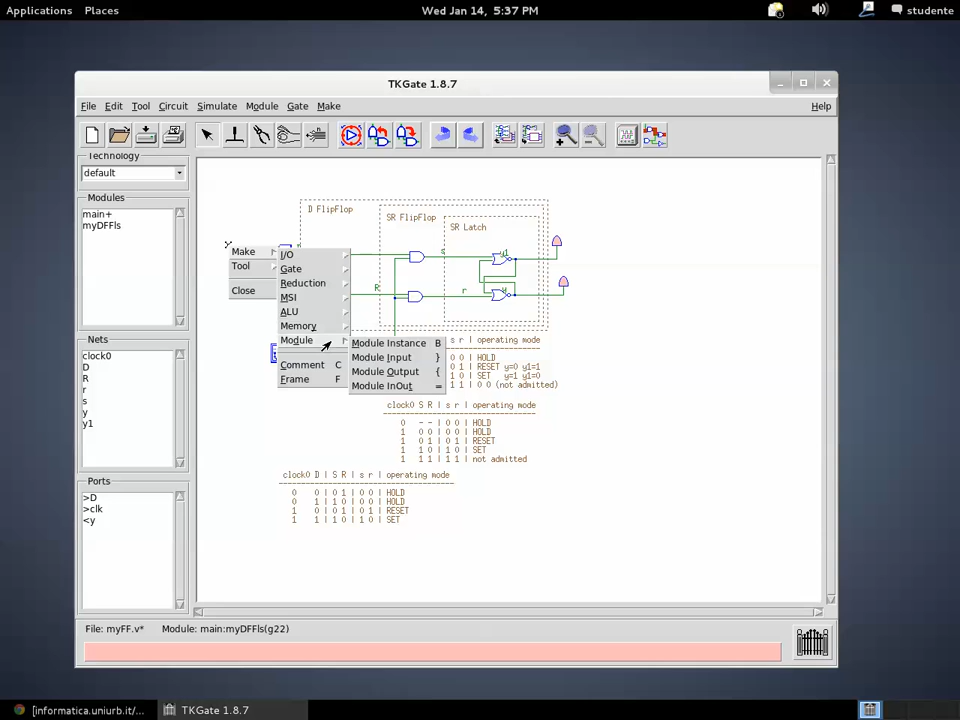 Applications Places Wed Jan 14, 5:37 PM studente
TKGate 1.8.7
File Edit Tool Circuit Simulate Module Gate Make Help
Technology
default
Modules
main+
myDFFls
Nets
clock0
D
R
r
s
y
y1
Ports
>D
>clk
<y
D FlipFlop
SR FlipFlop
SR Latch
s
y1
R
r
y
Make
Tool
Close
I/O
Gate
Reduction
MSI
ALU
Memory
Module
Comment C
Frame F
Module Instance B
Module Input }
Module Output {
Module InOut =
s r | operating mode
0 0 | HOLD
0 1 | RESET y=0 y1=1
1 0 | SET y=1 y1=0
1 1 | 0 0 (not admitted)
clock0 S R | s r | operating mode
0 - - | 0 0 | HOLD
1 0 0 | 0 0 | HOLD
1 0 1 | 0 1 | RESET
1 1 0 | 1 0 | SET
1 1 1 | 1 1 | not admitted
clock0 D | S R | s r | operating mode
0 0 | 0 1 | 0 0 | HOLD
0 1 | 1 0 | 0 0 | HOLD
1 0 | 0 1 | 0 1 | RESET
1 1 | 1 0 | 1 0 | SET
File: myFF.v* Module: main:myDFFls(g22)
[informatica.uniurb.it/... TKGate 1.8.7